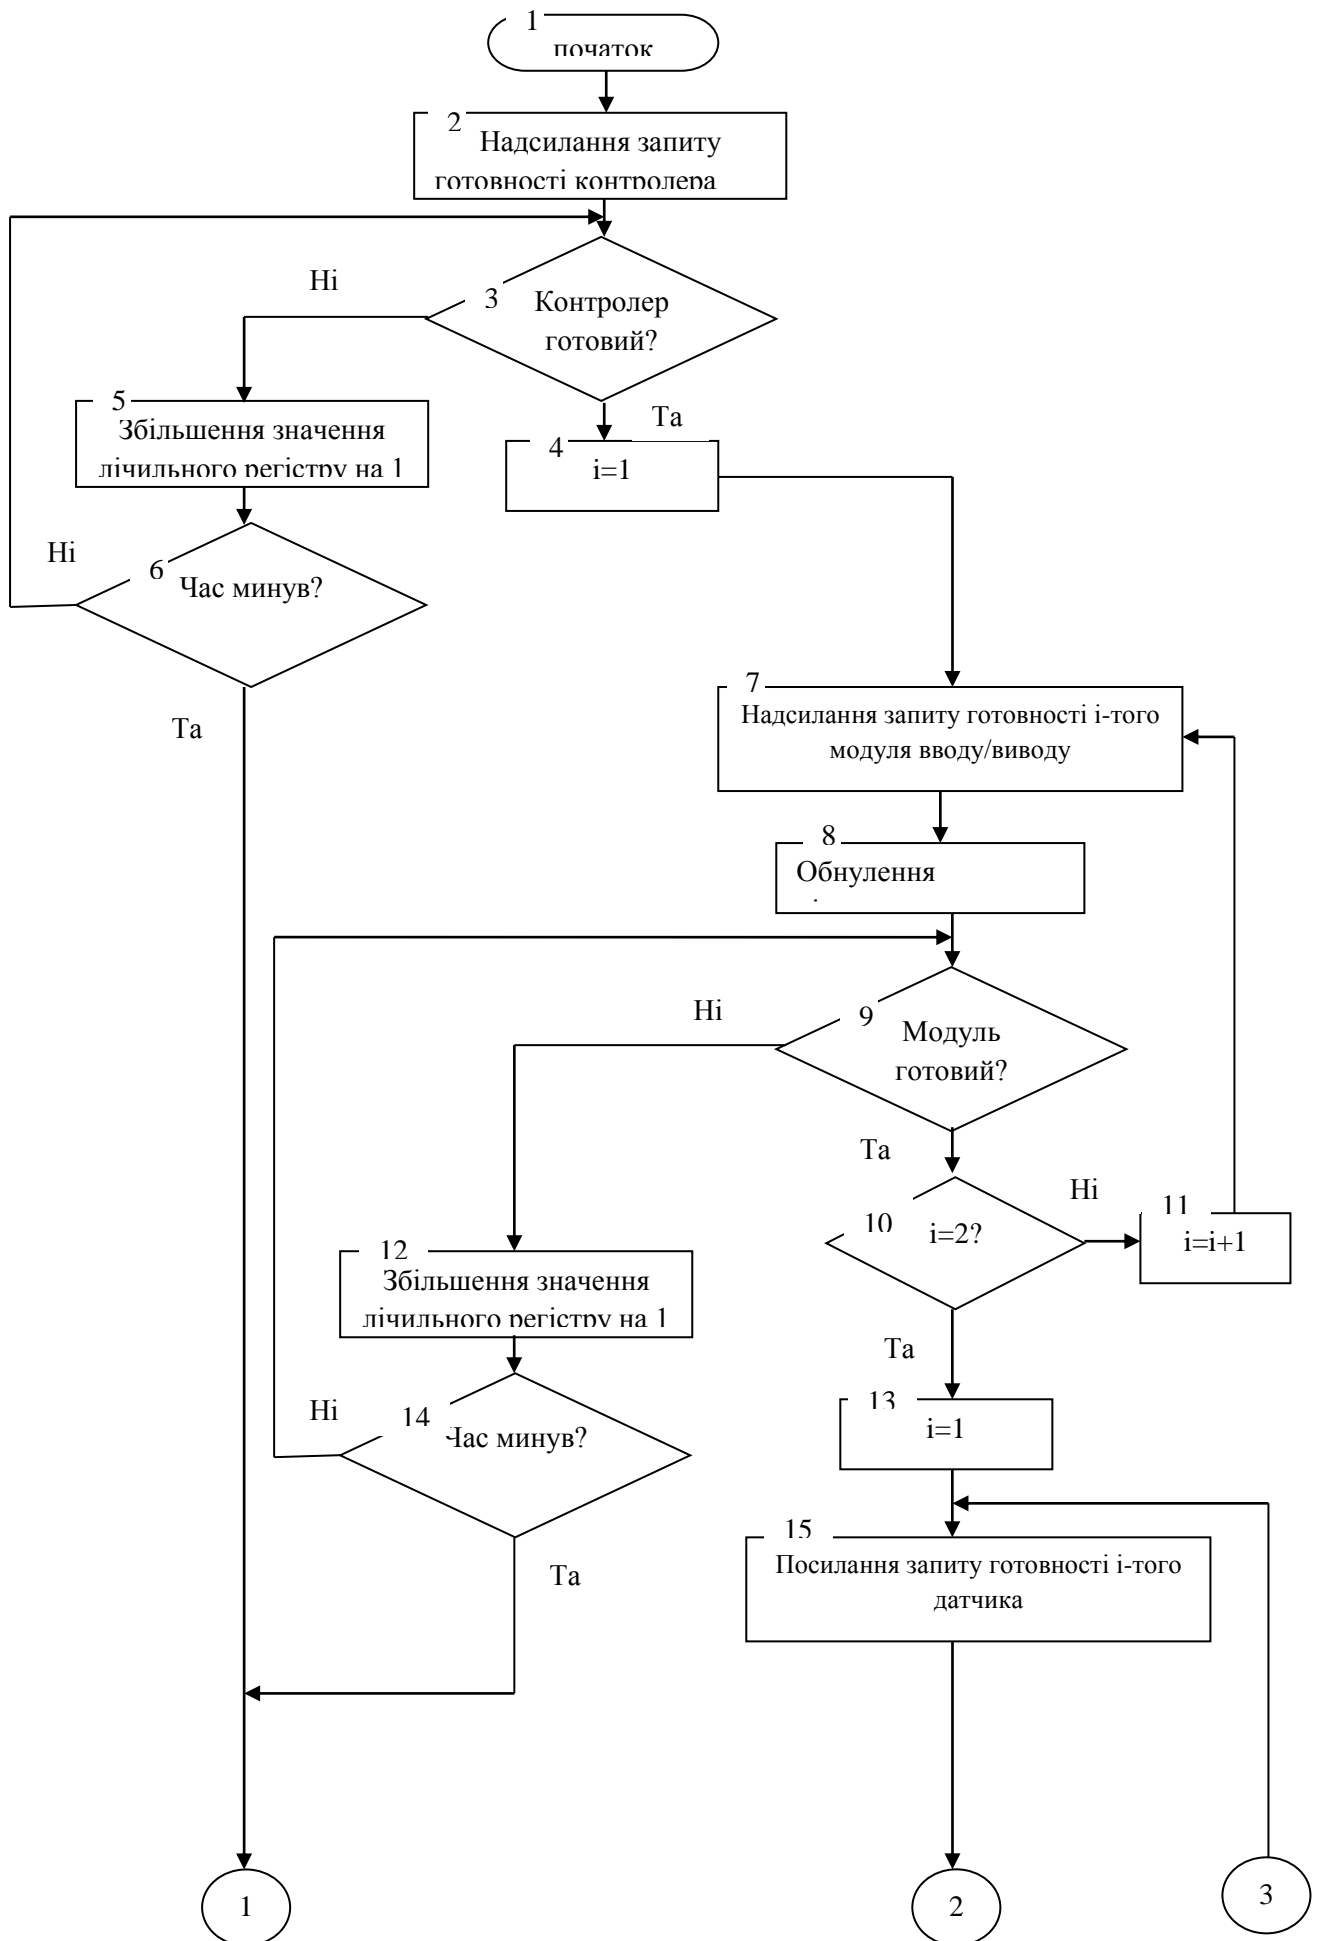 1
початок
2
Надсилання запиту
готовності контролера
Ні
3
Контролер
готовий?
Та
5
Збільшення значення
лічильного регістру на 1
4
i=1
Ні
6
Час минув?
Та
7
Надсилання запиту готовності і-того
модуля вводу/виводу
8
Обнулення
Ні
9
Модуль
готовий?
Та
10
i=2?
Ні
11
i=i+1
12
Збільшення значення
лічильного регістру на 1
Та
13
i=1
Ні
14
Час минув?
Та
15
Посилання запиту готовності і-того
датчика
1
2
3